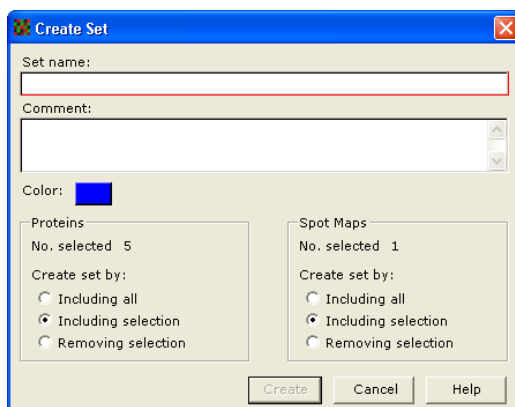 Create Set
Set name:
Comment:
Color:
Proteins
No. selected 5
Create set by:
Including all
Including selection
Removing selection
Spot Maps
No. selected 1
Create set by:
Including all
Including selection
Removing selection
Create Cancel Help